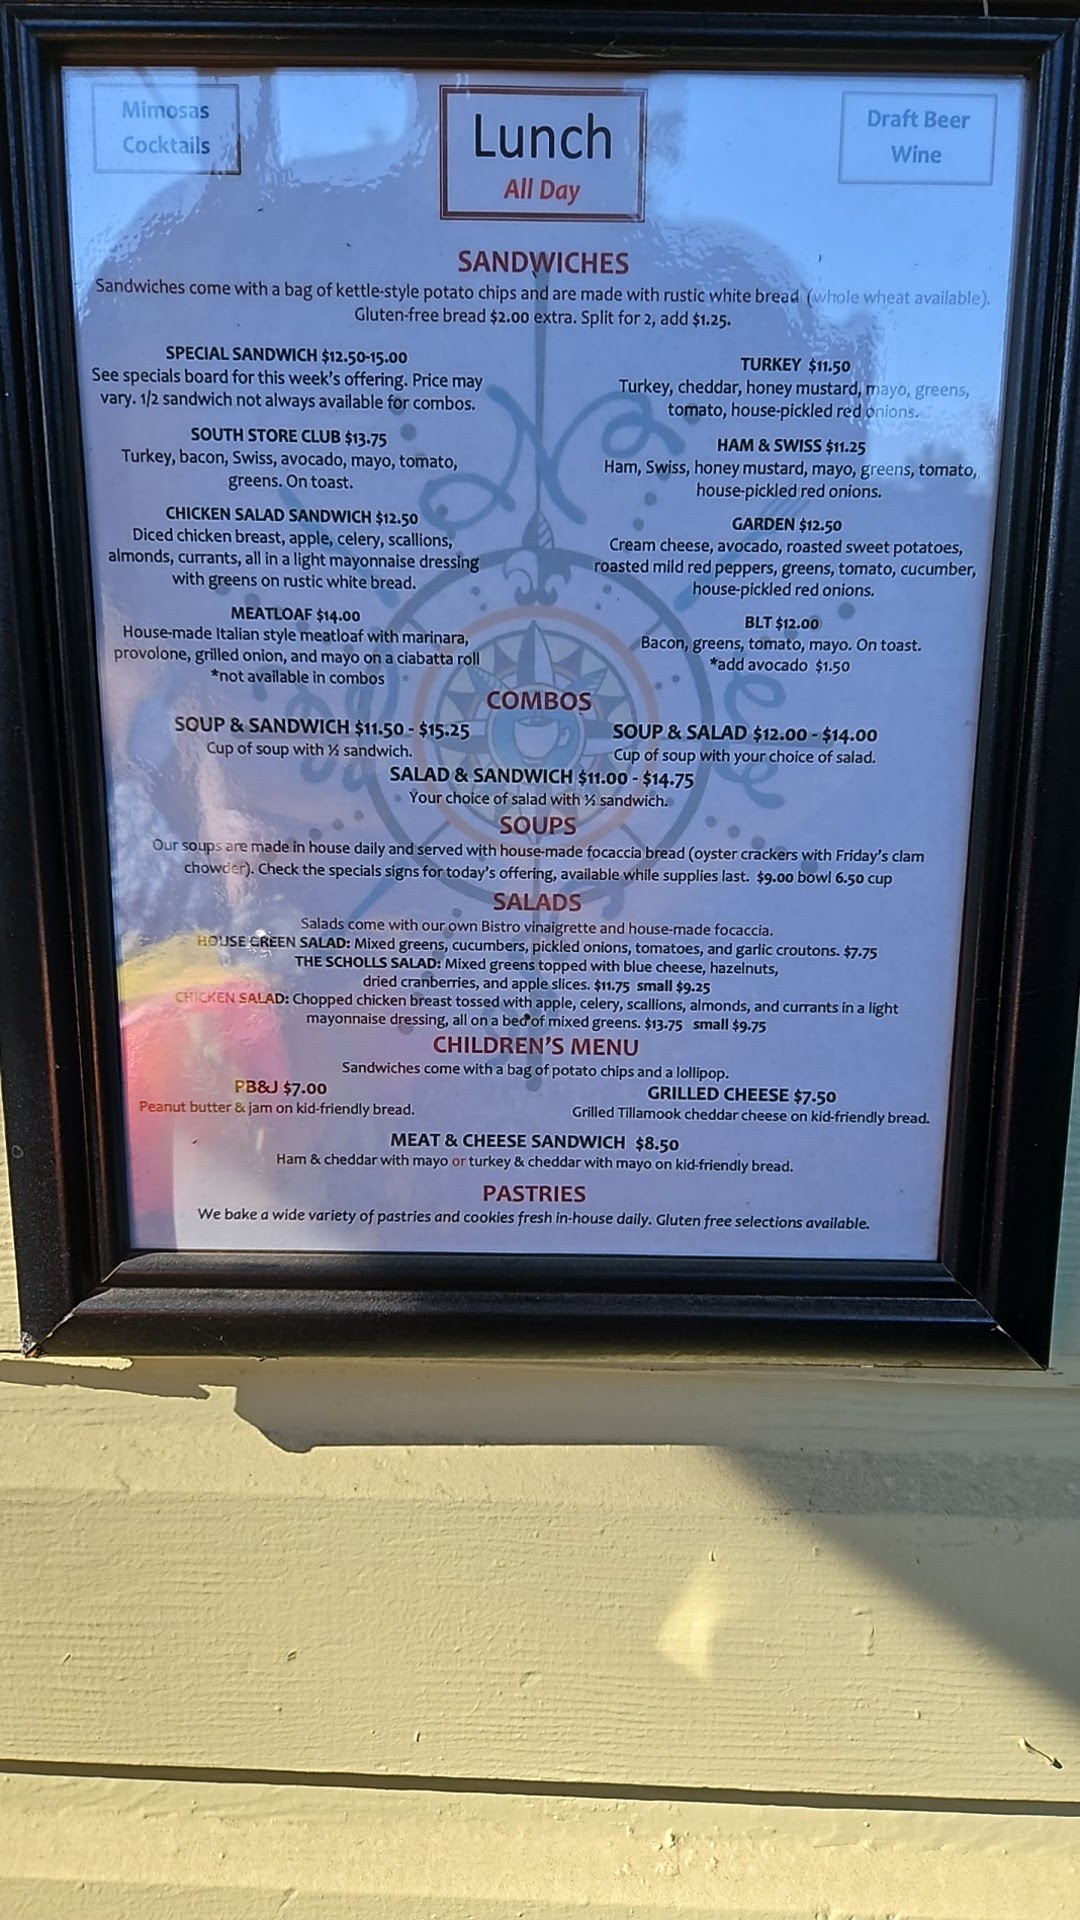 Mimosas
Cocktails
Lunch
All Day
Draft Beer
Wine
SANDWICHES
Sandwiches come with a bag of kettle-style potato chips and are made with rustic white bread (whole wheat available).
Gluten-free bread $2.00 extra. Split for 2, add $1.25.
SPECIAL SANDWICH $12.50-15.00
See specials board for this week's offering. Price may
vary. 1/2 sandwich not always available for combos.
SOUTH STORE CLUB $13.75
Turkey, bacon, Swiss, avocado, mayo, tomato,
greens. On toast.
CHICKEN SALAD SANDWICH $12.50
Diced chicken breast, apple, celery, scallions,
almonds, currants, all in a light mayonnaise dressing
with greens on rustic white bread.
MEATLOAF $14.00
House-made Italian style meatloaf with marinara,
provolone, grilled onion, and mayo on a ciabatta roll
*not available in combos
TURKEY $11.50
Turkey, cheddar, honey mustard, mayo, greens,
tomato, house-pickled red onions.
HAM & SWISS $11.25
Ham, Swiss, honey mustard, mayo, greens, tomato,
house-pickled red onions.
GARDEN $12.50
Cream cheese, avocado, roasted sweet potatoes,
roasted mild red peppers, greens, tomato, cucumber,
house-pickled red onions.
BLT $12.00
Bacon, greens, tomato, mayo. On toast.
*add avocado $1.50
COMBOS
SOUP & SANDWICH $11.50 - $15.25
Cup of soup with ½ sandwich.
SOUP & SALAD $12.00 - $14.00
Cup of soup with your choice of salad.
SALAD & SANDWICH $11.00 - $14.75
Your choice of salad with ½ sandwich.
SOUPS
Our soups are made in house daily and served with house-made focaccia bread (oyster crackers with Friday's clam
chowder). Check the specials signs for today's offering, available while supplies last. $9.00 bowl 6.50 cup
SALADS
Salads come with our own Bistro vinaigrette and house-made focaccia.
HOUSE GREEN SALAD: Mixed greens, cucumbers, pickled onions, tomatoes, and garlic croutons. $7.75
THE SCHOLLS SALAD: Mixed greens topped with blue cheese, hazelnuts,
dried cranberries, and apple slices. $11.75 small $9.25
CHICKEN SALAD: Chopped chicken breast tossed with apple, celery, scallions, almonds, and currants in a light
mayonnaise dressing, all on a bed of mixed greens. $13.75 small $9.75
CHILDREN'S MENU
Sandwiches come with a bag of potato chips and a lollipop.
PB&J $7.00
Peanut butter & jam on kid-friendly bread.
GRILLED CHEESE $7.50
Grilled Tillamook cheddar cheese on kid-friendly bread.
MEAT & CHEESE SANDWICH $8.50
Ham & cheddar with mayo or turkey & cheddar with mayo on kid-friendly bread.
PASTRIES
We bake a wide variety of pastries and cookies fresh in-house daily. Gluten free selections available.